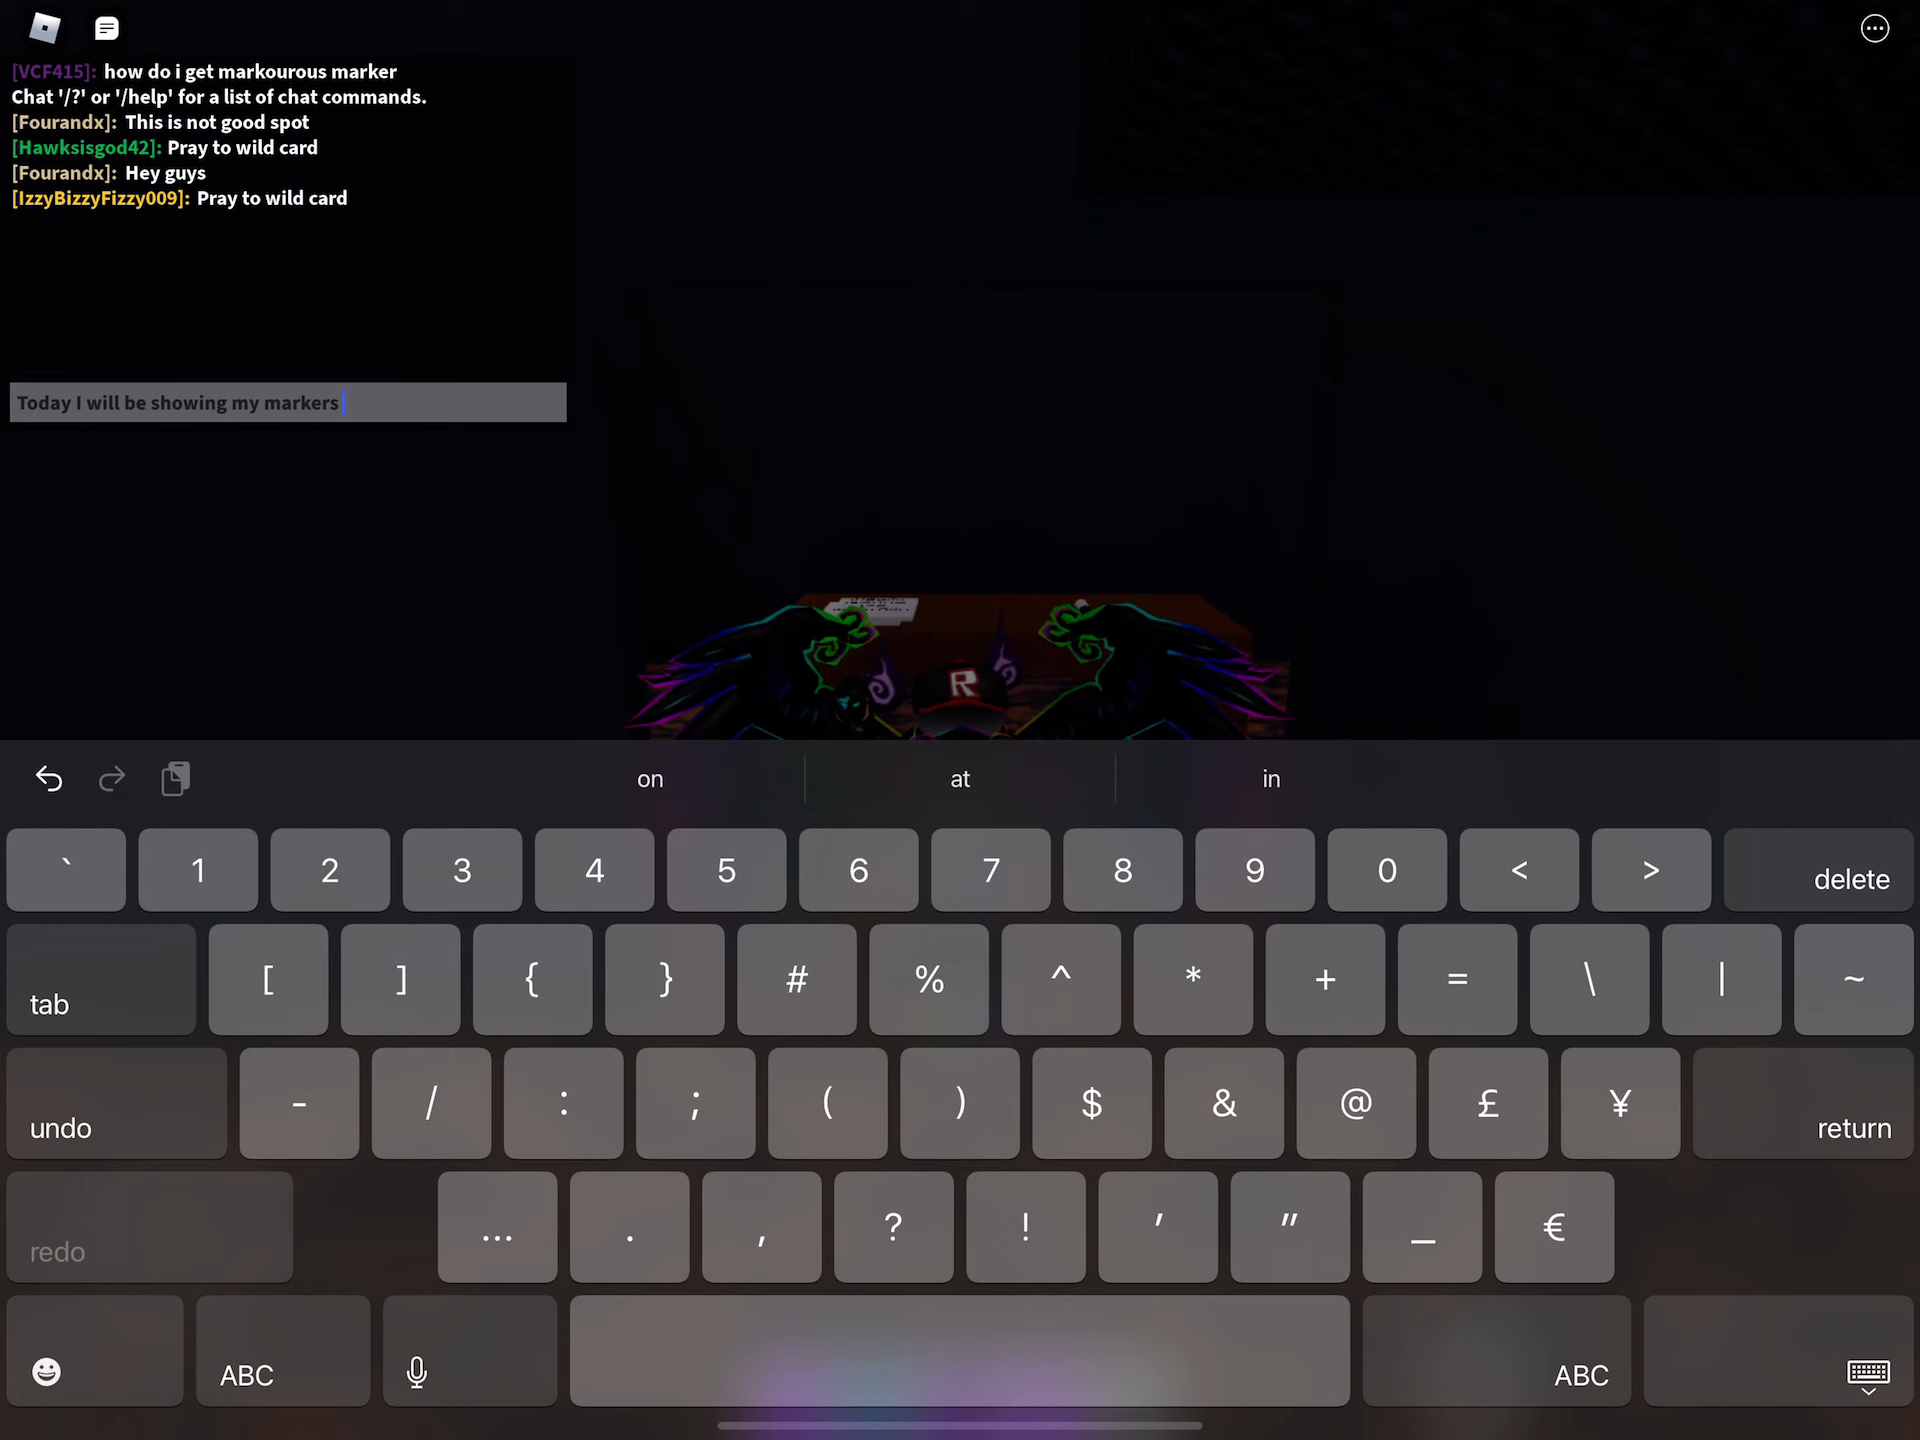 [VCF415]: how do i get markourous marker
Chat '/?' or '/help' for a list of chat commands.
[Fourandx]: This is not good spot
[Hawksisgod42]: Pray to wild card
[Fourandx]: Hey guys
[IzzyBizzyFizzy009]: Pray to wild card
Today I will be showing my markers
R
on at in
` 1 2 3 4 5 6 7 8 9 0 < > delete
tab [ ] { } # % ^ * + = \ | ~
undo - / : ; ( ) $ & @ £ ¥ return
redo ... . , ? ! ' " _ €
ABC ABC